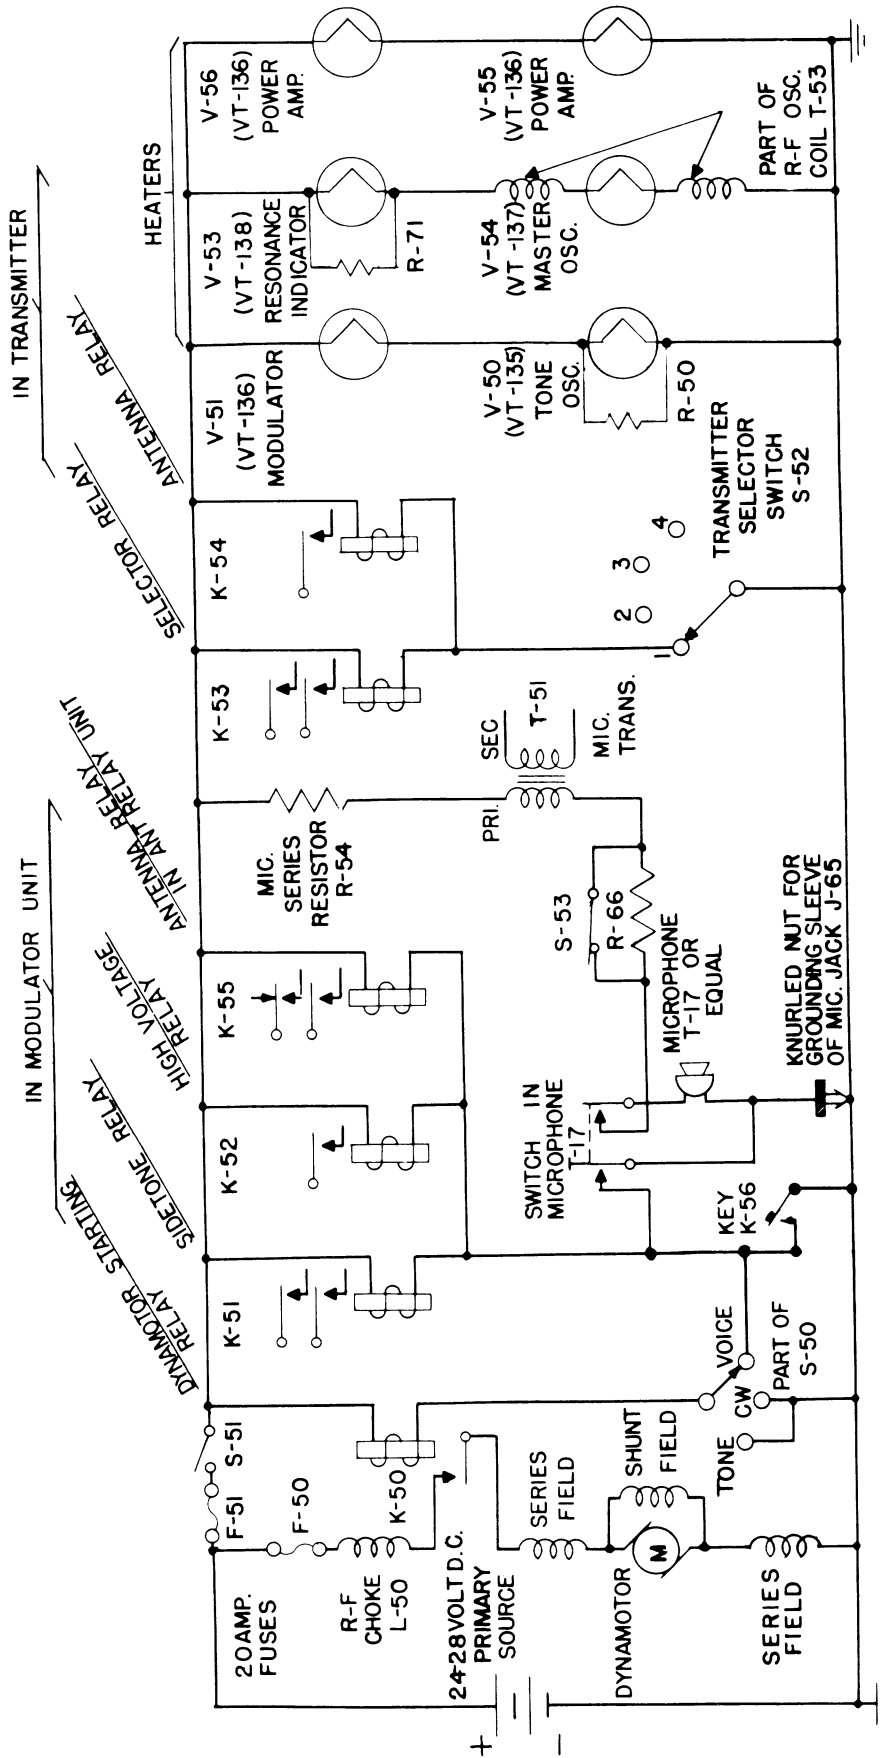 IN MODULATOR UNIT
IN TRANSMITTER
DYNAMOTOR STARTING
RELAY
SIDETONE RELAY
HIGH VOLTAGE
RELAY
ANTENNA RELAY UNIT
IN ANT RELAY UNIT
SELECTOR RELAY
ANTENNA RELAY
HEATERS
F-51
S-51
20 AMP.
FUSES
F-50
R-F
CHOKE
L-50
K-50
K-51
K-52
K-55
MIC.
SERIES
RESISTOR
R-54
K-53
K-54
V-51
(VT-136)
MODULATOR
V-53
(VT-138)
RESONANCE
INDICATOR
R-71
V-56
(VT-136)
POWER
AMP.
24-28 VOLT D.C.
PRIMARY
SOURCE
+
–
SERIES
FIELD
DYNAMOTOR
M
SHUNT
FIELD
SERIES
FIELD
TONE
CW
VOICE
PART OF
S-50
KEY
K-56
SWITCH IN
MICROPHONE
T-17
S-53
R-66
MICROPHONE
T-17 OR
EQUAL
KNURLED NUT FOR
GROUNDING SLEEVE
OF MIC. JACK J-65
PRI.
SEC
T-51
MIC.
TRANS.
1
2
3
4
TRANSMITTER
SELECTOR
SWITCH
S-52
V-50
(VT-135)
TONE
OSC.
R-50
V-54
(VT-137)
MASTER
OSC.
V-55
(VT-136)
POWER
AMP.
PART OF
R-F OSC.
COIL T-53